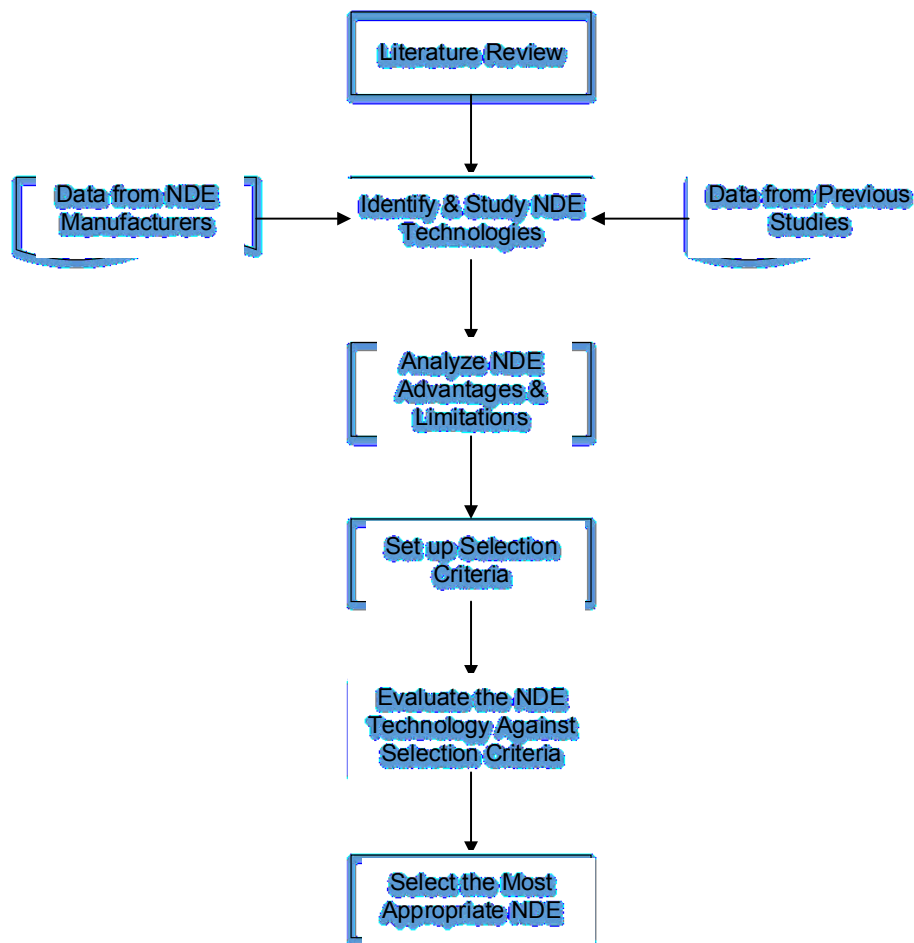 Literature Review
Data from NDE
Manufacturers
Identify & Study NDE
Technologies
Data from Previous
Studies
Analyze NDE
Advantages &
Limitations
Set up Selection
Criteria
Evaluate the NDE
Technology Against
Selection Criteria
Select the Most
Appropriate NDE